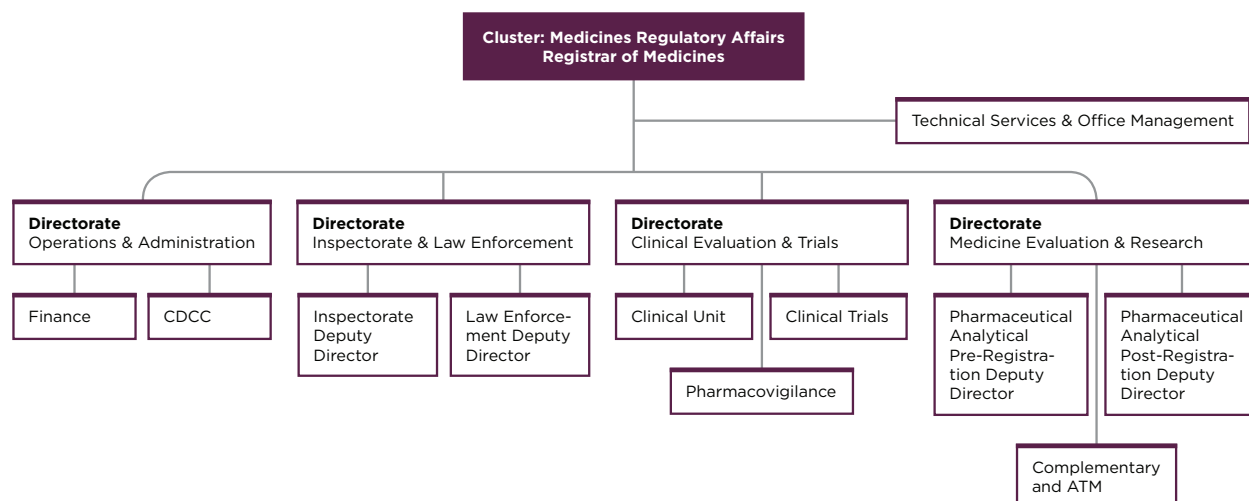 Cluster: Medicines Regulatory Affairs
Registrar of Medicines
Technical Services & Office Management
Directorate
Operations & Administration
Directorate
Inspectorate & Law Enforcement
Directorate
Clinical Evaluation & Trials
Directorate
Medicine Evaluation & Research
Finance
CDCC
Inspectorate
Deputy
Director
Law Enforce-
ment Deputy
Director
Clinical Unit
Clinical Trials
Pharmacovigilance
Pharmaceutical
Analytical
Pre-Registra-
tion Deputy
Director
Pharmaceutical
Analytical
Post-Registra-
tion Deputy
Director
Complementary
and ATM